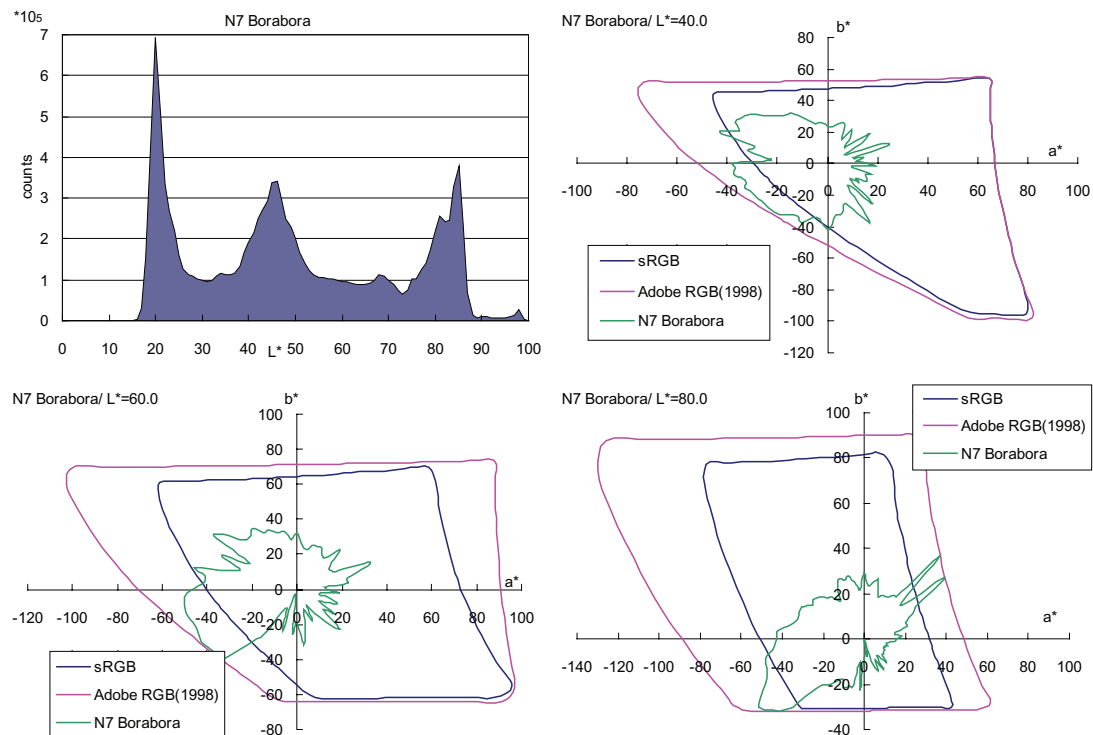 *10⁵
N7 Borabora
7
6
5
4
3
2
1
0
counts
0 10 20 30 40 50 60 70 80 90 100
L*
N7 Borabora/ L*=40.0
b*
80
60
40
20
0
-20
-40
-60
-80
-100
-120
-100 -80 -60 -40 -20 0 20 40 60 80 100
a*
sRGB
Adobe RGB(1998)
N7 Borabora
N7 Borabora/ L*=60.0
b*
100
80
60
40
20
0
-20
-40
-60
-80
-120 -100 -80 -60 -40 -20 0 20 40 60 80 100
a*
sRGB
Adobe RGB(1998)
N7 Borabora
N7 Borabora/ L*=80.0
b*
100
80
60
40
20
0
-20
-40
-140 -120 -100 -80 -60 -40 -20 0 20 40 60 80 100
a*
sRGB
Adobe RGB(1998)
N7 Borabora